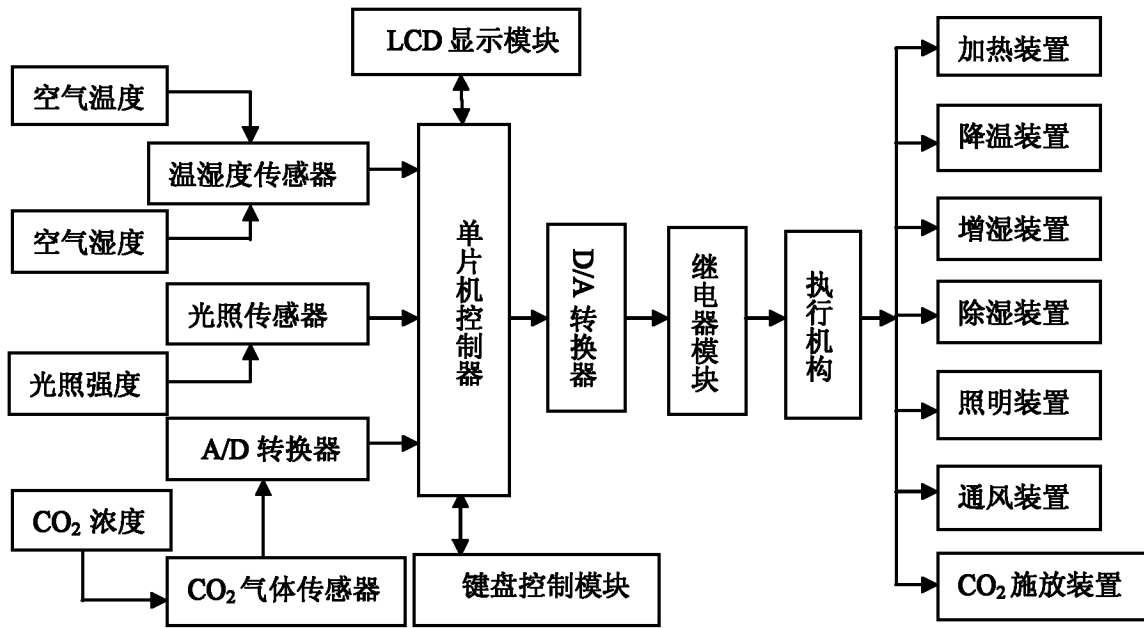 LCD 显示模块
空气温度
温湿度传感器
空气湿度
光照传感器
光照强度
A/D 转换器
CO₂ 浓度
CO₂ 气体传感器
单片机控制器
键盘控制模块
D/A 转换器
继电器模块
执行机构
加热装置
降温装置
增湿装置
除湿装置
照明装置
通风装置
CO₂ 施放装置